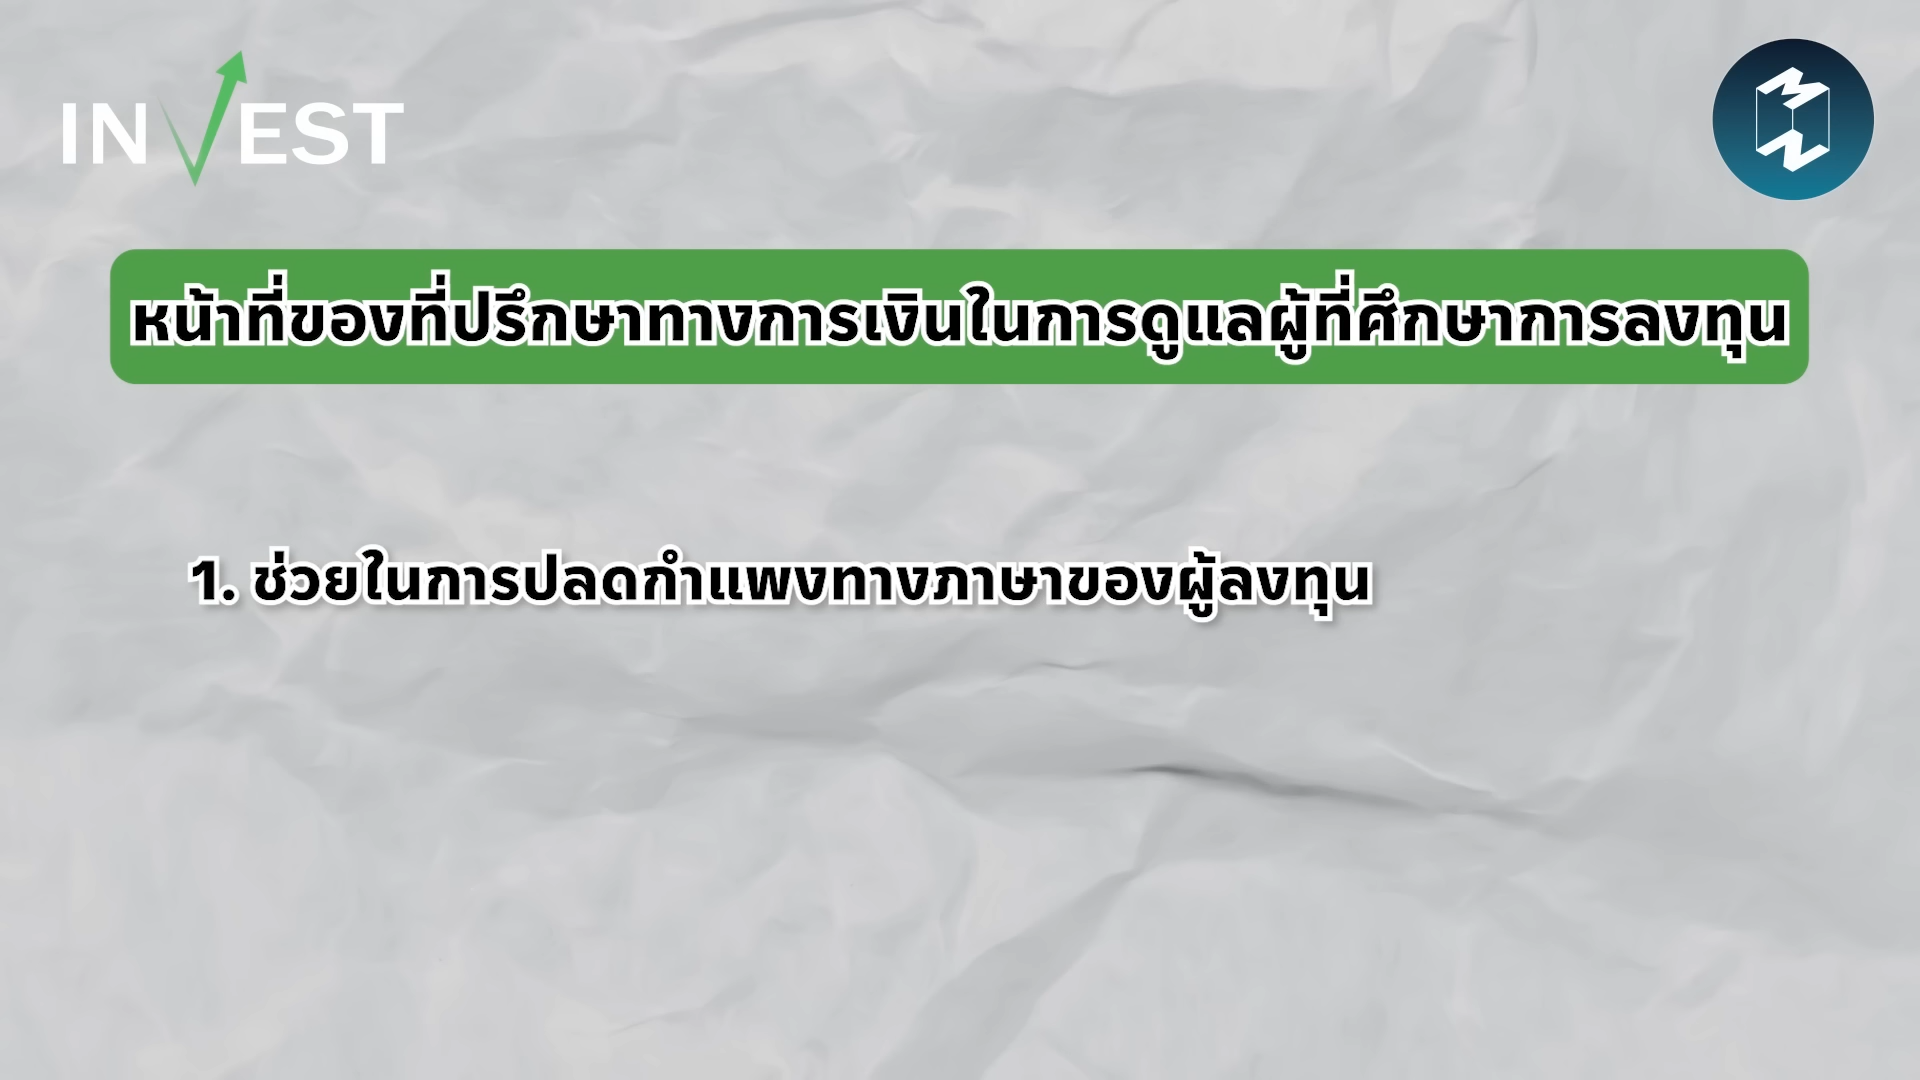 INVEST
หน้าที่ของที่ปรึกษาทางการเงินในการดูแลผู้ที่ศึกษาการลงทุน
1. ช่วยในการปลดกำแพงทางภาษาของผู้ลงทุน